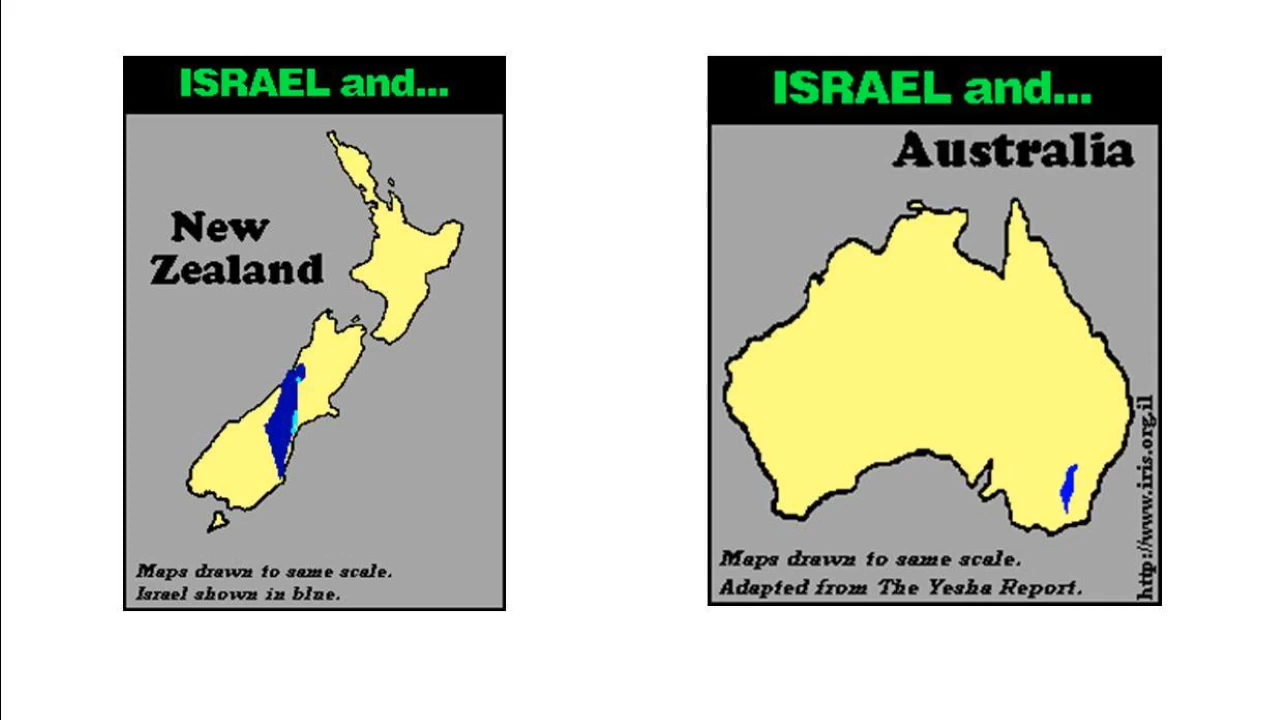 ISRAEL and...
New
Zealand
Maps drawn to same scale.
Israel shown in blue.
ISRAEL and...
Australia
Maps drawn to same scale.
Adapted from The Yesha Report.
http://www.iris.org.il